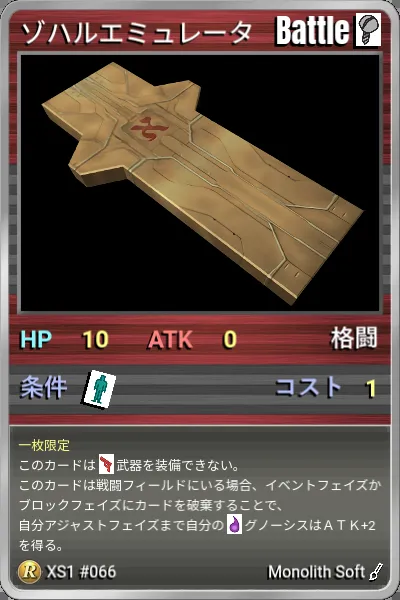 ゾハルエミュレータ Battle
HP 10 ATK 0 格闘
条件 コスト 1
一枚限定
このカードは武器を装備できない。
このカードは戦闘フィールドにいる場合、イベントフェイズか
ブロックフェイズにカードを破棄することで、
自分アジャストフェイズまで自分のグノーシスはＡＴＫ+2
を得る。
R XS1 #066 Monolith Soft